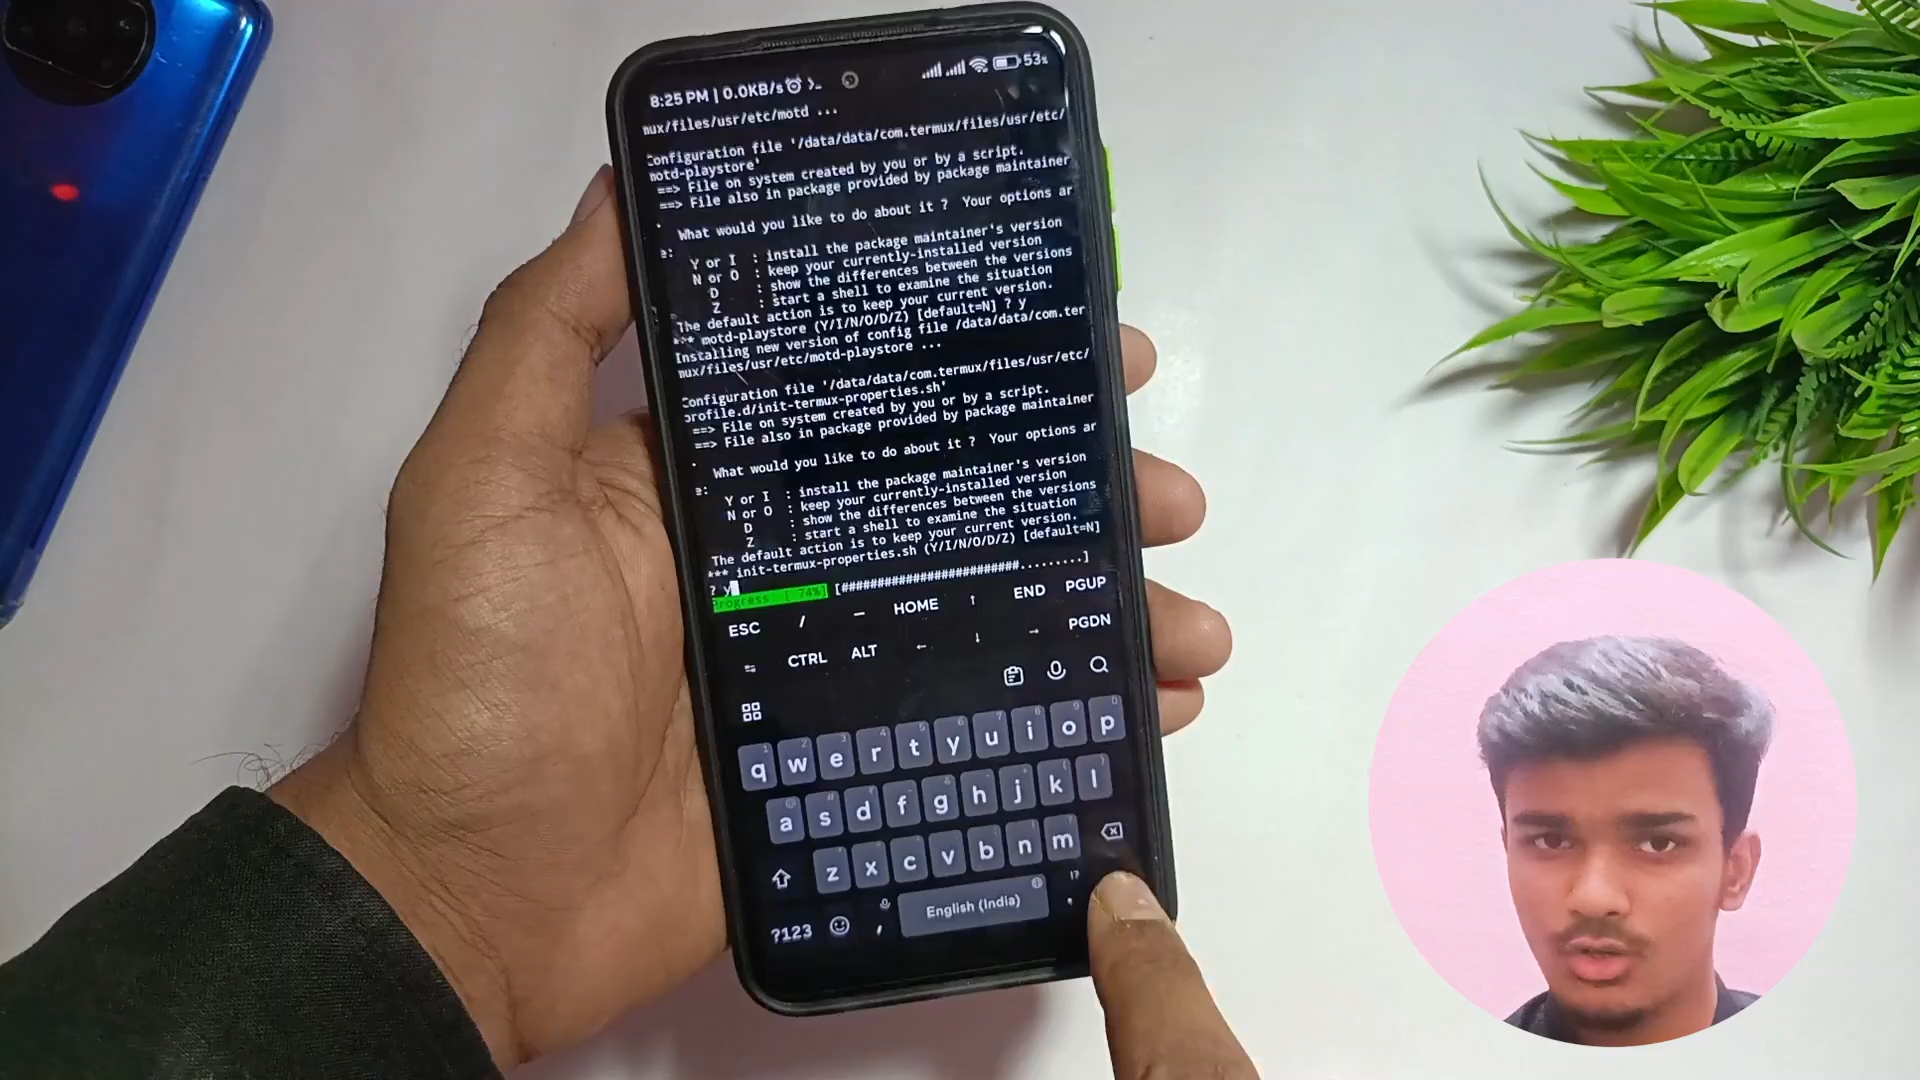 8:25 PM | 0.0KB/s
53%
nux/files/usr/etc/motd ...
Configuration file '/data/data/com.termux/files/usr/etc/
motd-playstore'
==> File on system created by you or by a script.
==> File also in package provided by package maintainer
.
What would you like to do about it ?  Your options ar
e:
Y or I  : install the package maintainer's version
N or O  : keep your currently-installed version
D     : show the differences between the versions
Z     : start a shell to examine the situation
The default action is to keep your current version.
*** motd-playstore (Y/I/N/O/D/Z) [default=N] ? y
Installing new version of config file /data/data/com.ter
nux/files/usr/etc/motd-playstore ...
Configuration file '/data/data/com.termux/files/usr/etc/
profile.d/init-termux-properties.sh'
==> File on system created by you or by a script.
==> File also in package provided by package maintainer
.
What would you like to do about it ?  Your options ar
e:
Y or I  : install the package maintainer's version
N or O  : keep your currently-installed version
D     : show the differences between the versions
Z     : start a shell to examine the situation
The default action is to keep your current version.
*** init-termux-properties.sh (Y/I/N/O/D/Z) [default=N]
? y
Progress: [ 74%] [#########################.........]
ESC / — HOME ↑ END PGUP
⇆ CTRL ALT ← ↓ → PGDN
q w e r t y u i o p
a s d f g h j k l
z x c v b n m
?123 , English (India) .
!?